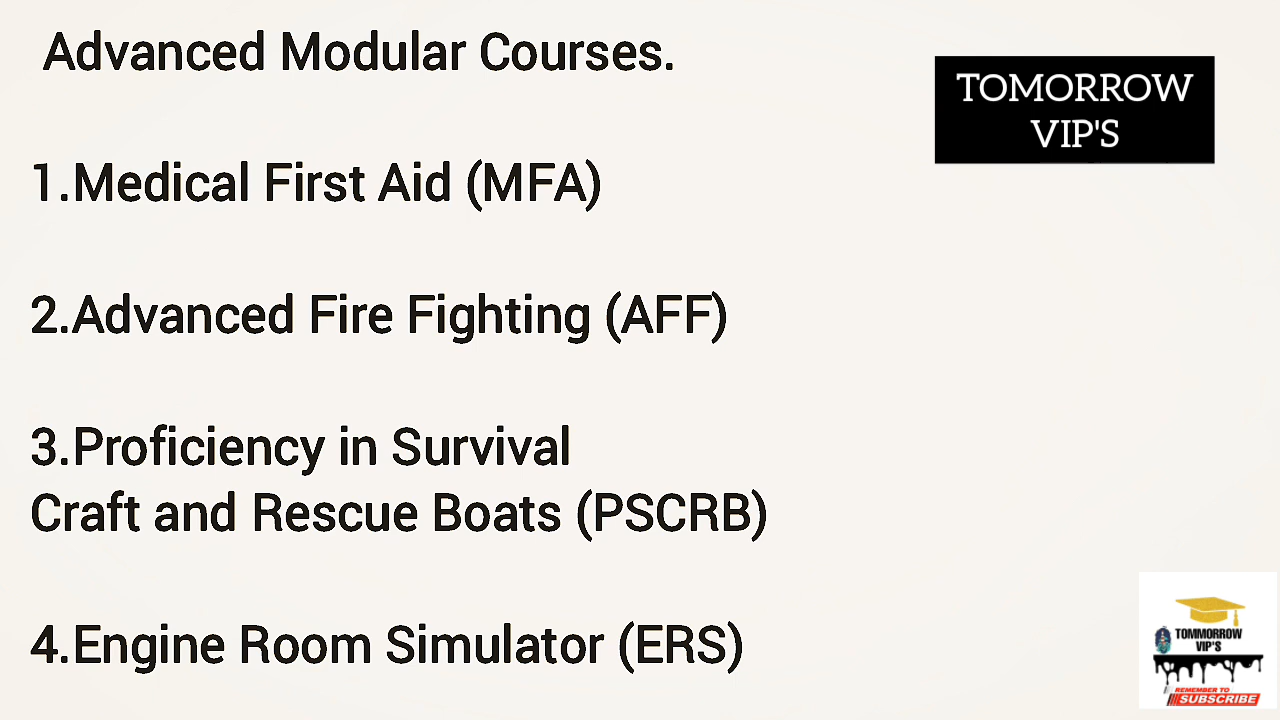 Advanced Modular Courses.
TOMORROW
VIP'S
1.Medical First Aid (MFA)
2.Advanced Fire Fighting (AFF)
3.Proficiency in Survival
Craft and Rescue Boats (PSCRB)
4.Engine Room Simulator (ERS)
TOMMORROW
VIP'S
REMEMBER TO
SUBSCRIBE